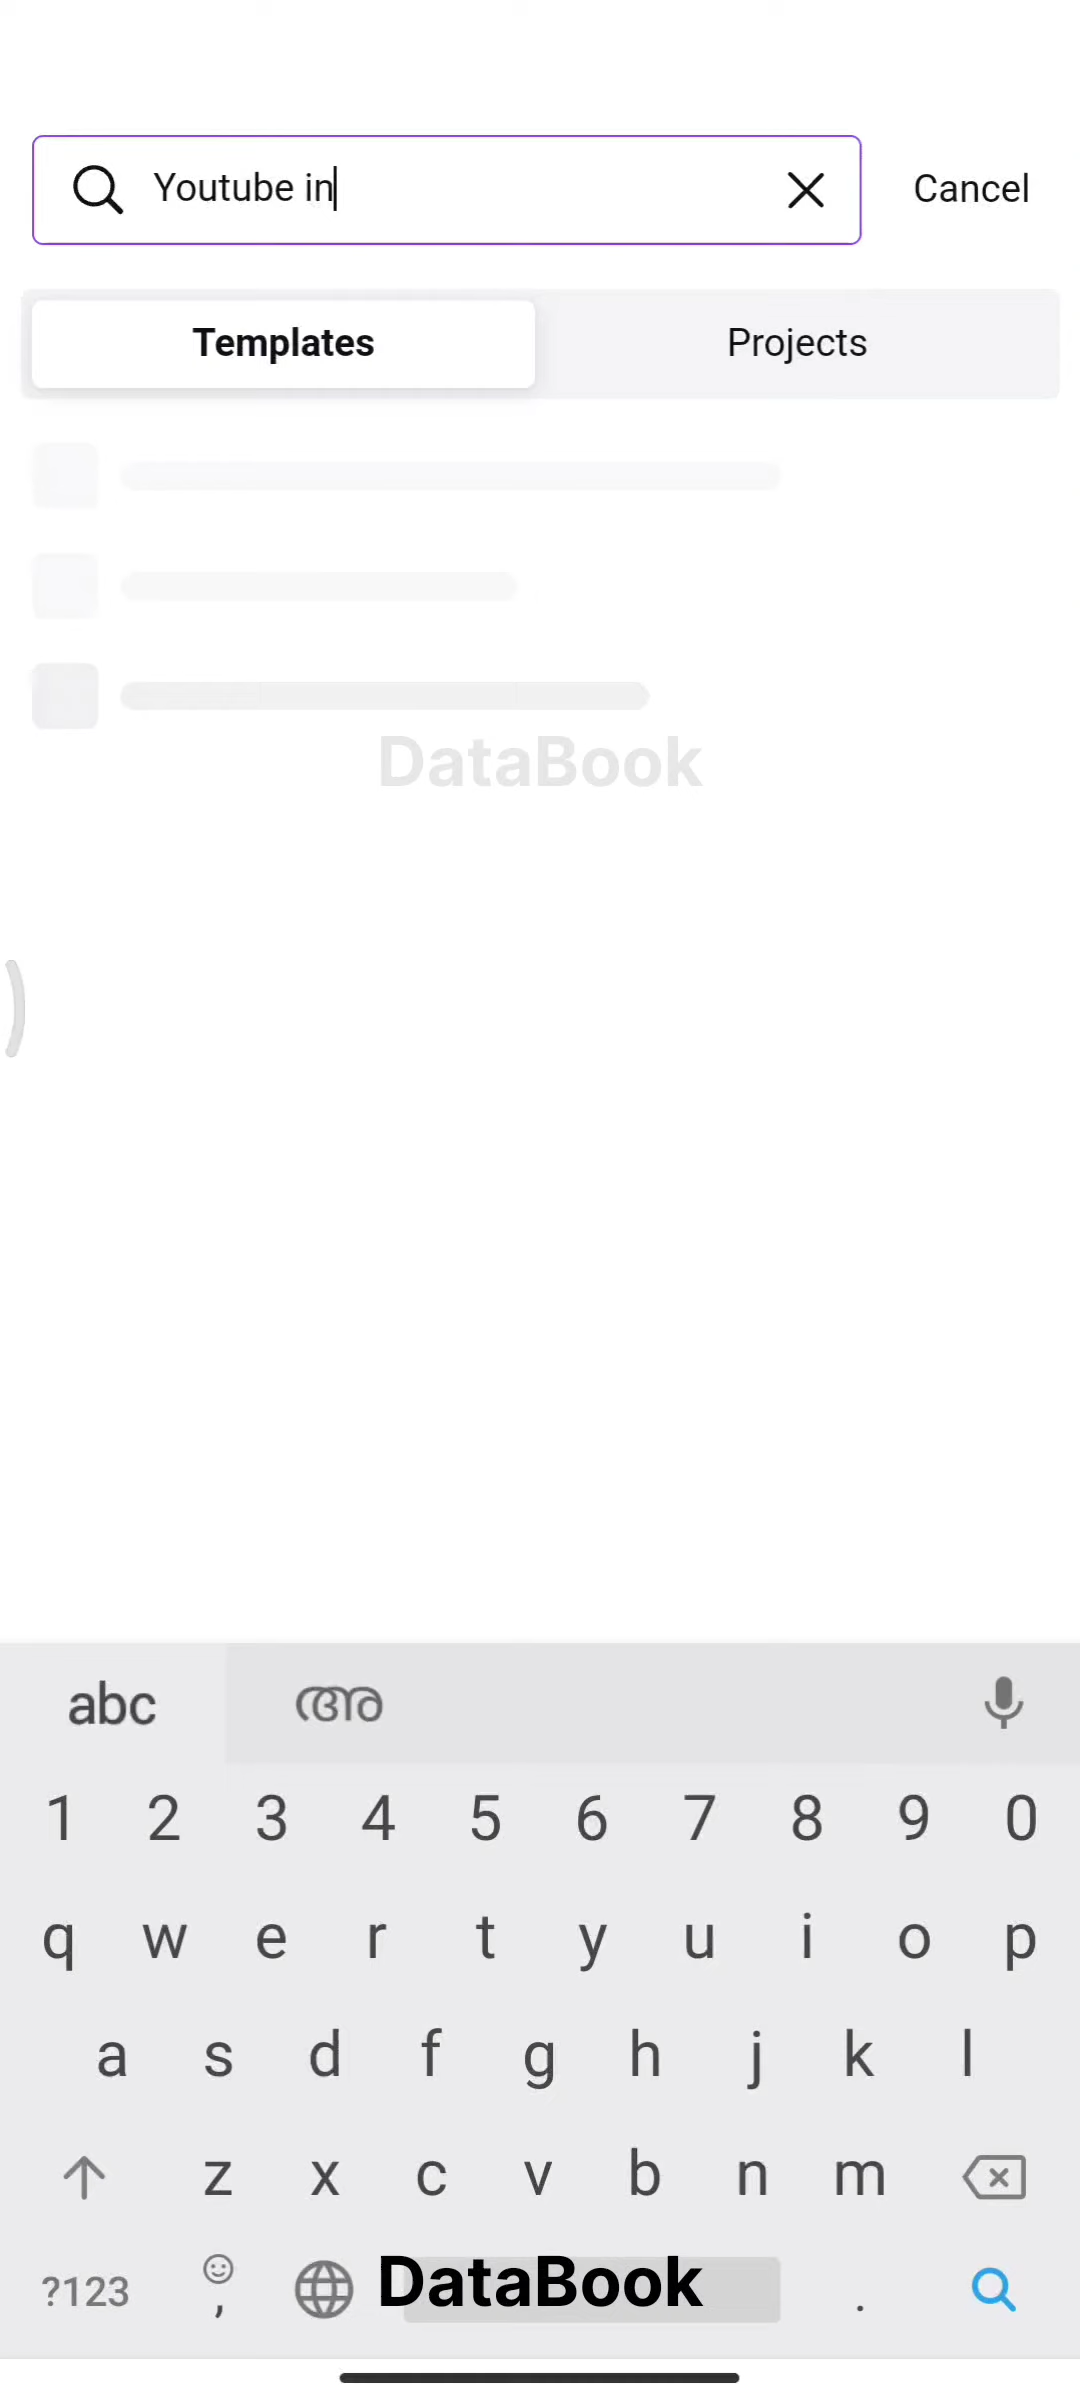 Youtube in
Cancel
Templates
Projects
DataBook
abc
അ
1 2 3 4 5 6 7 8 9 0
q w e r t y u i o p
a s d f g h j k l
z x c v b n m
?123 , DataBook .